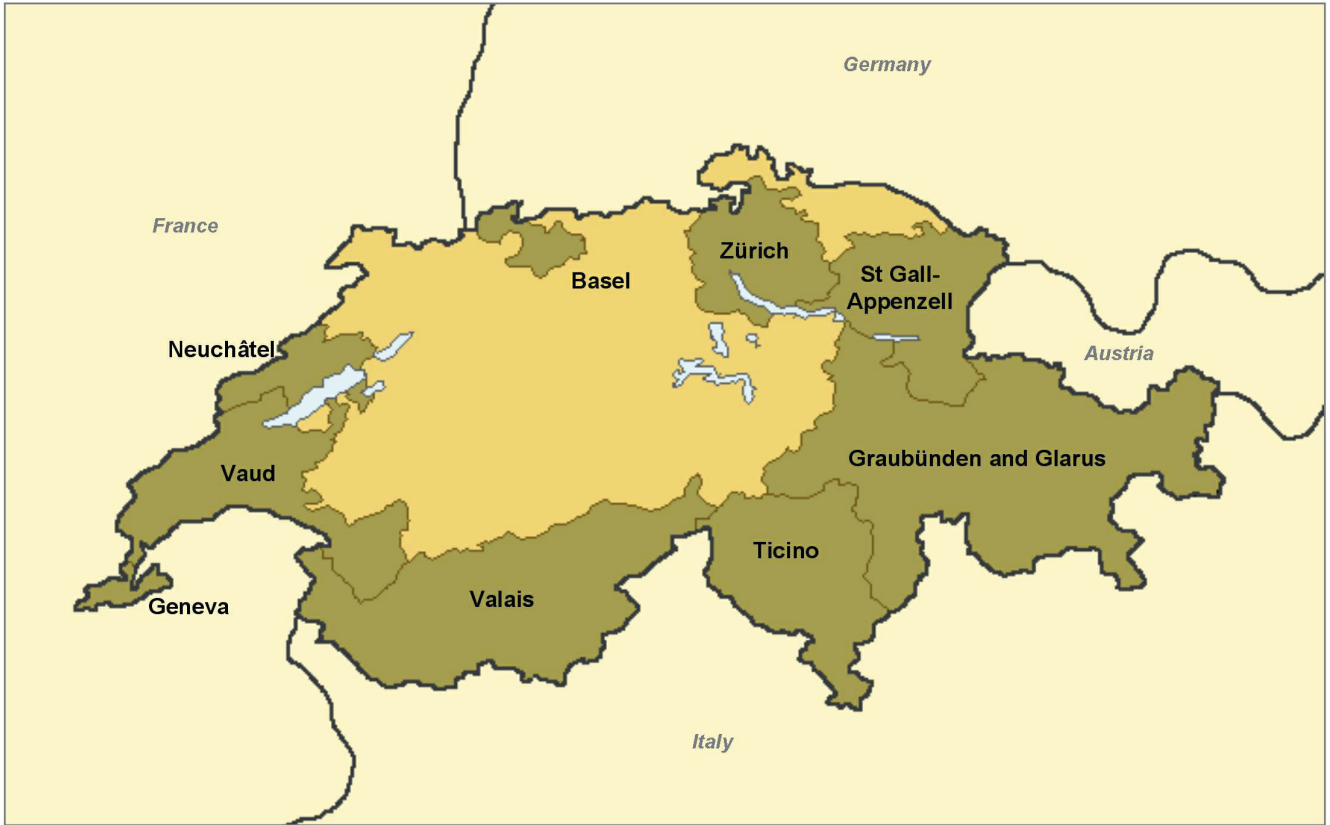 Germany
France
Zürich
St Gall-
Appenzell
Basel
Neuchâtel
Austria
Vaud
Graubünden and Glarus
Ticino
Valais
Geneva
Italy